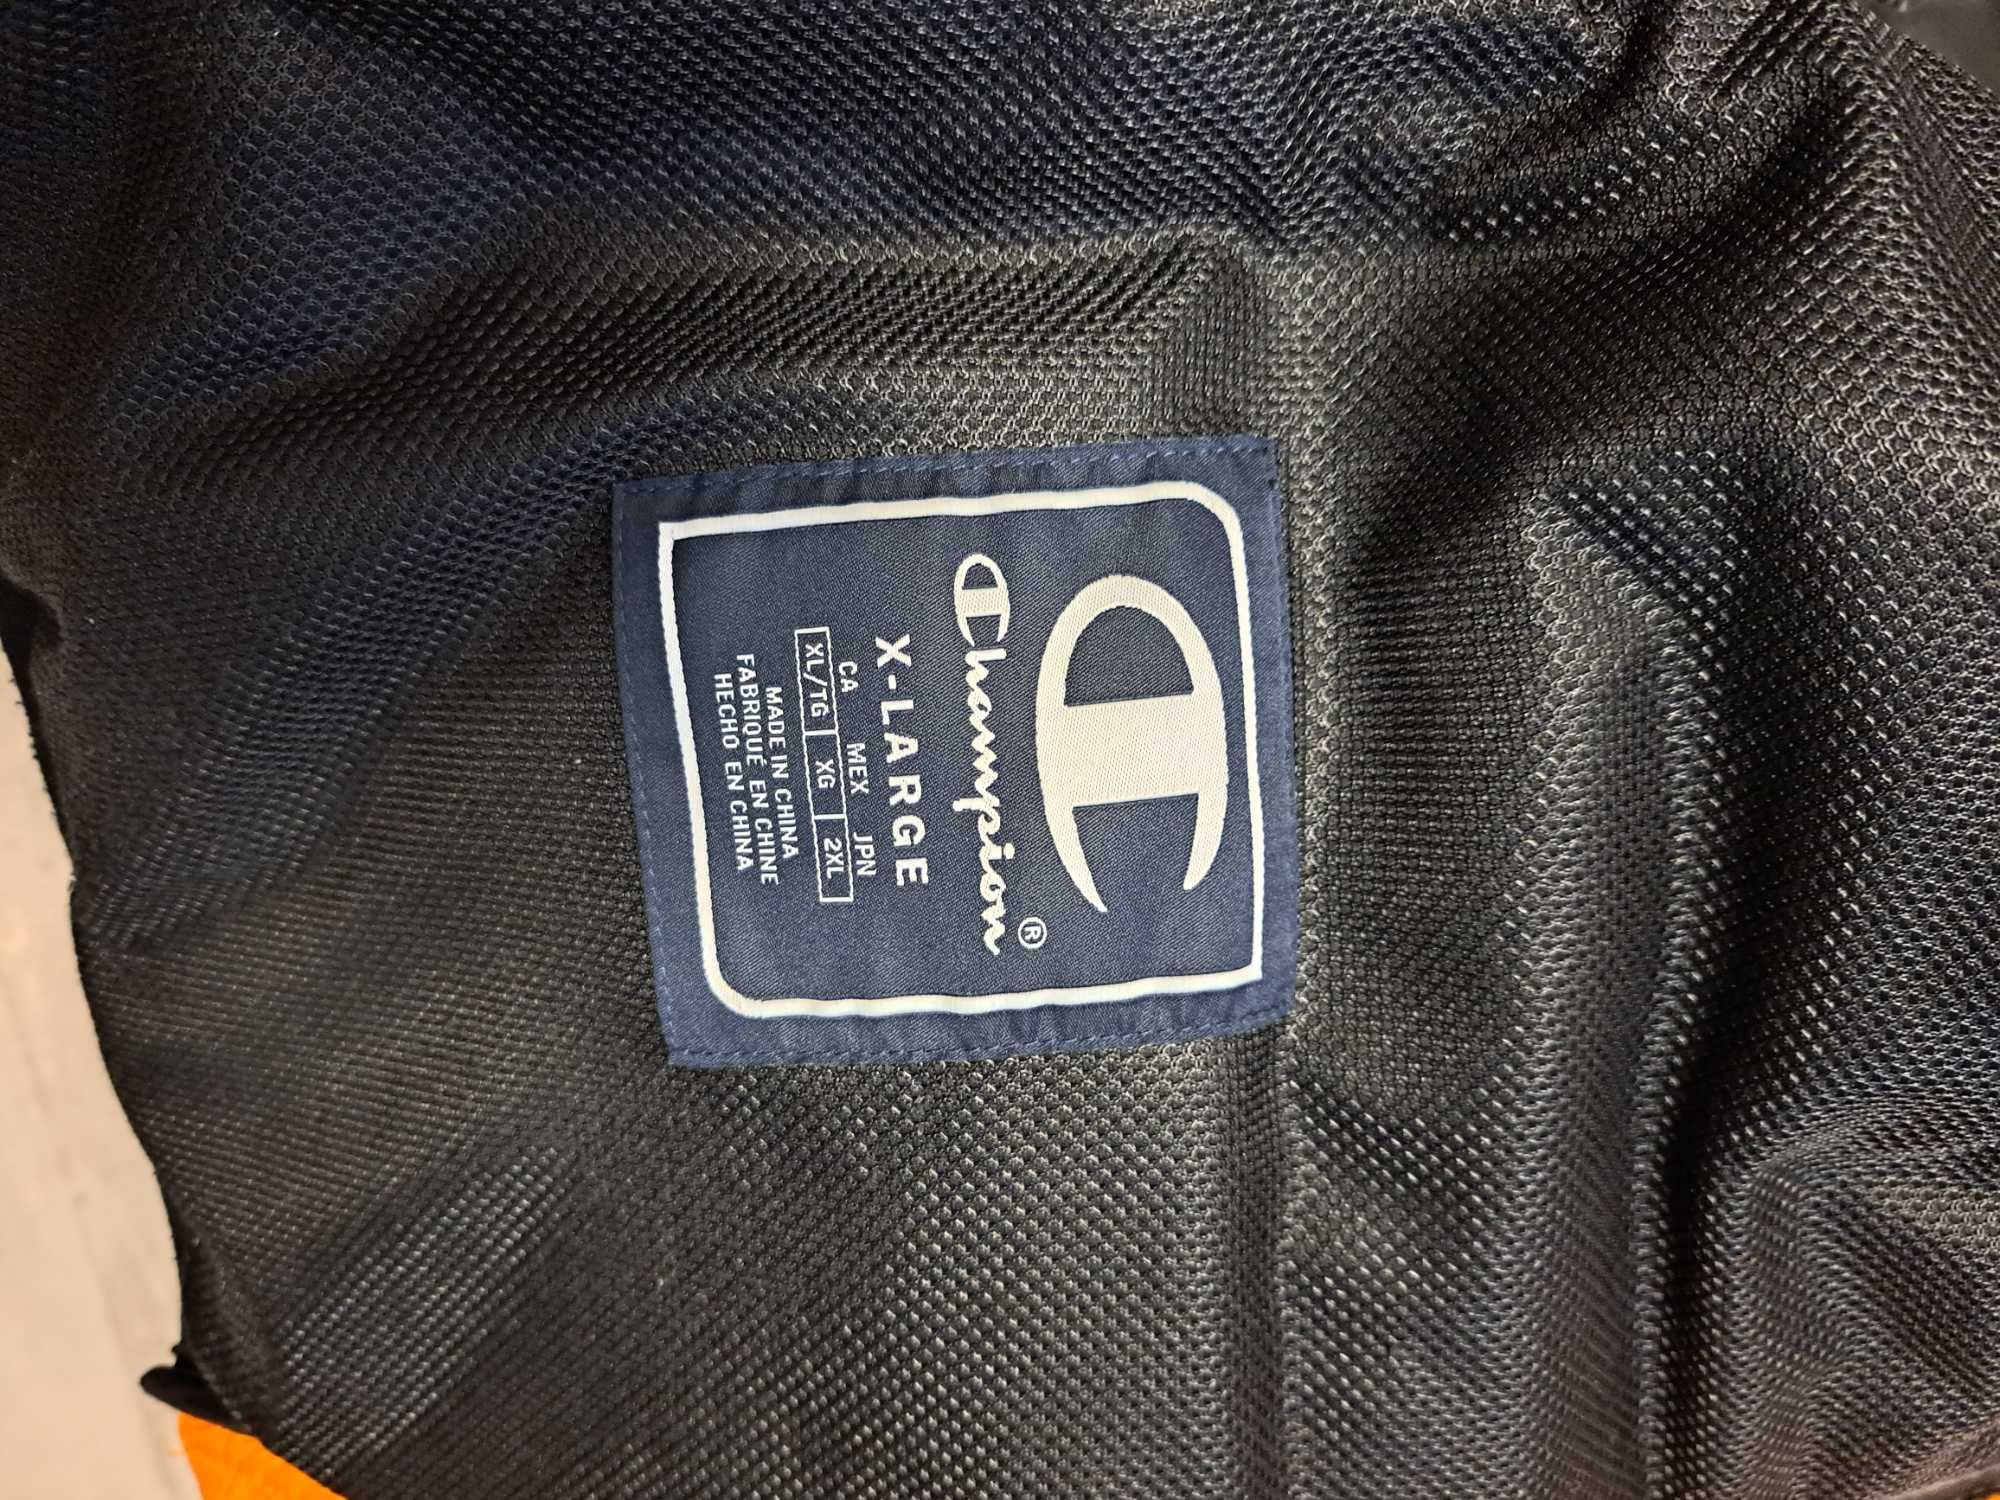 Champion®
X-LARGE
CA MEX JPN
XL/TG XG 2XL
MADE IN CHINA
FABRIQUÉ EN CHINE
HECHO EN CHINA